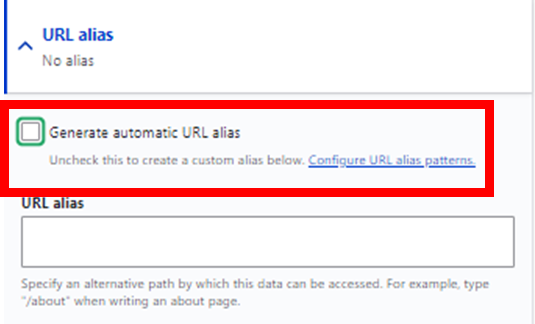 URL alias
No alias
Generate automatic URL alias
Uncheck this to create a custom alias below. Configure URL alias patterns.
URL alias
Specify an alternative path by which this data can be accessed. For example, type
"/about" when writing an about page.